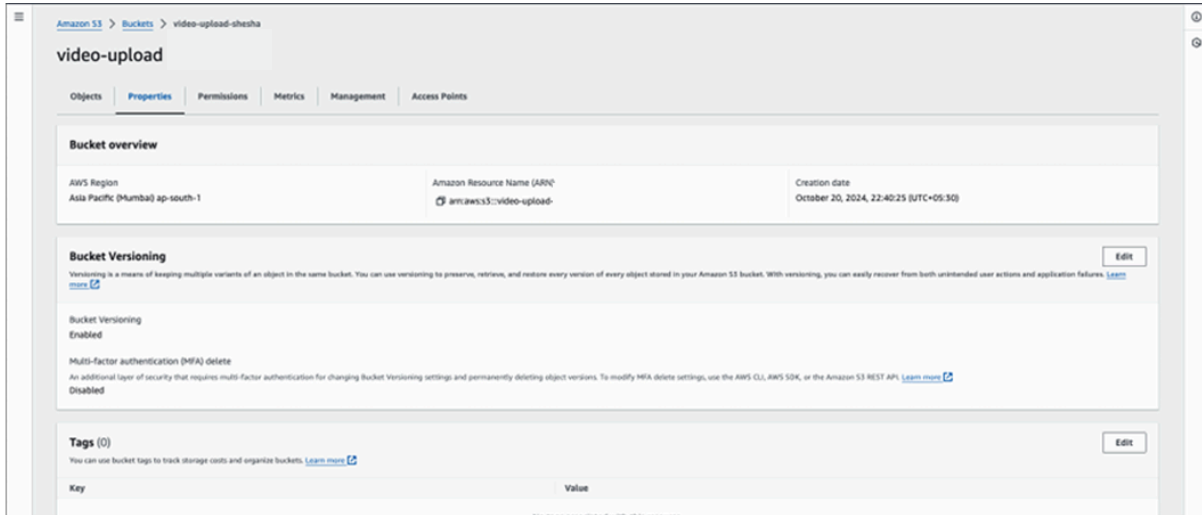 Amazon S3 > Buckets > video-upload-shesha
video-upload
Objects Properties Permissions Metrics Management Access Points
Bucket overview
AWS Region
Asia Pacific (Mumbai) ap-south-1
Amazon Resource Name (ARN)
arn:aws:s3:::video-upload-
Creation date
October 20, 2024, 22:40:25 (UTC+05:30)
Bucket Versioning
Edit
Versioning is a means of keeping multiple variants of an object in the same bucket. You can use versioning to preserve, retrieve, and restore every version of every object stored in your Amazon S3 bucket. With versioning, you can easily recover from both unintended user actions and application failures. Learn
more
Bucket Versioning
Enabled
Multi-factor authentication (MFA) delete
An additional layer of security that requires multi-factor authentication for changing Bucket Versioning settings and permanently deleting object versions. To modify MFA delete settings, use the AWS CLI, AWS SDK, or the Amazon S3 REST API. Learn more
Disabled
Tags (0)
Edit
You can use bucket tags to track storage costs and organize buckets. Learn more
Key Value